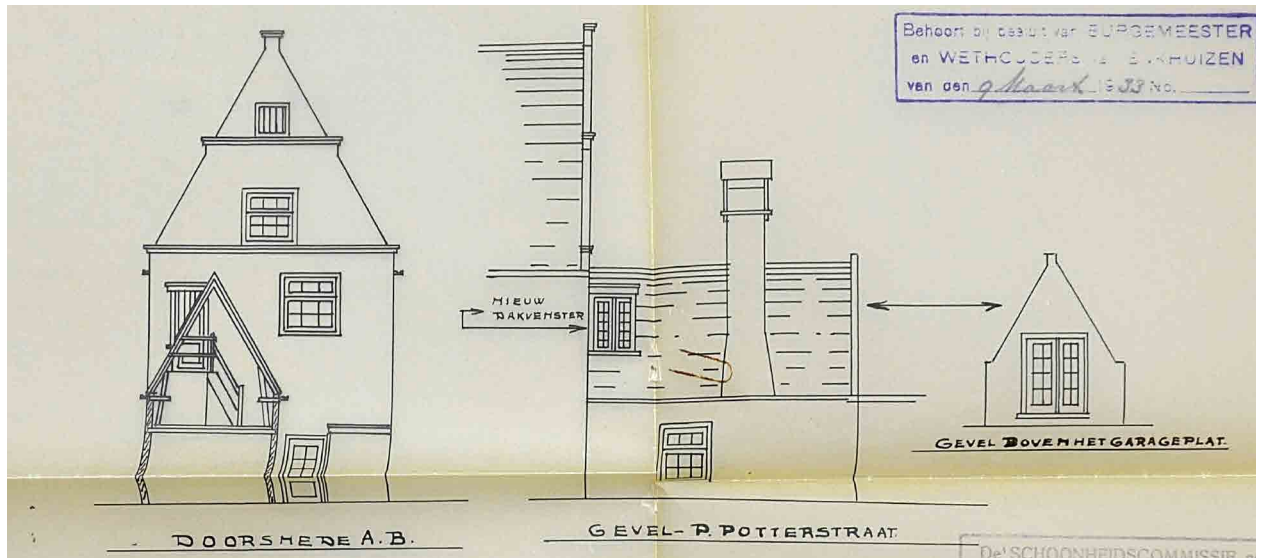 Behoort bij besluit van BURGEMEESTER
en WETHOUDERS ENKHUIZEN
van den 9 Maart 1933 No.
NIEUW
DAKVENSTER
GEVEL BOVEN HET GARAGEPLAT.
DOORSNEDE A.B.
GEVEL-P. POTTERSTRAAT.
De SCHOONHEIDSCOMMISSIE